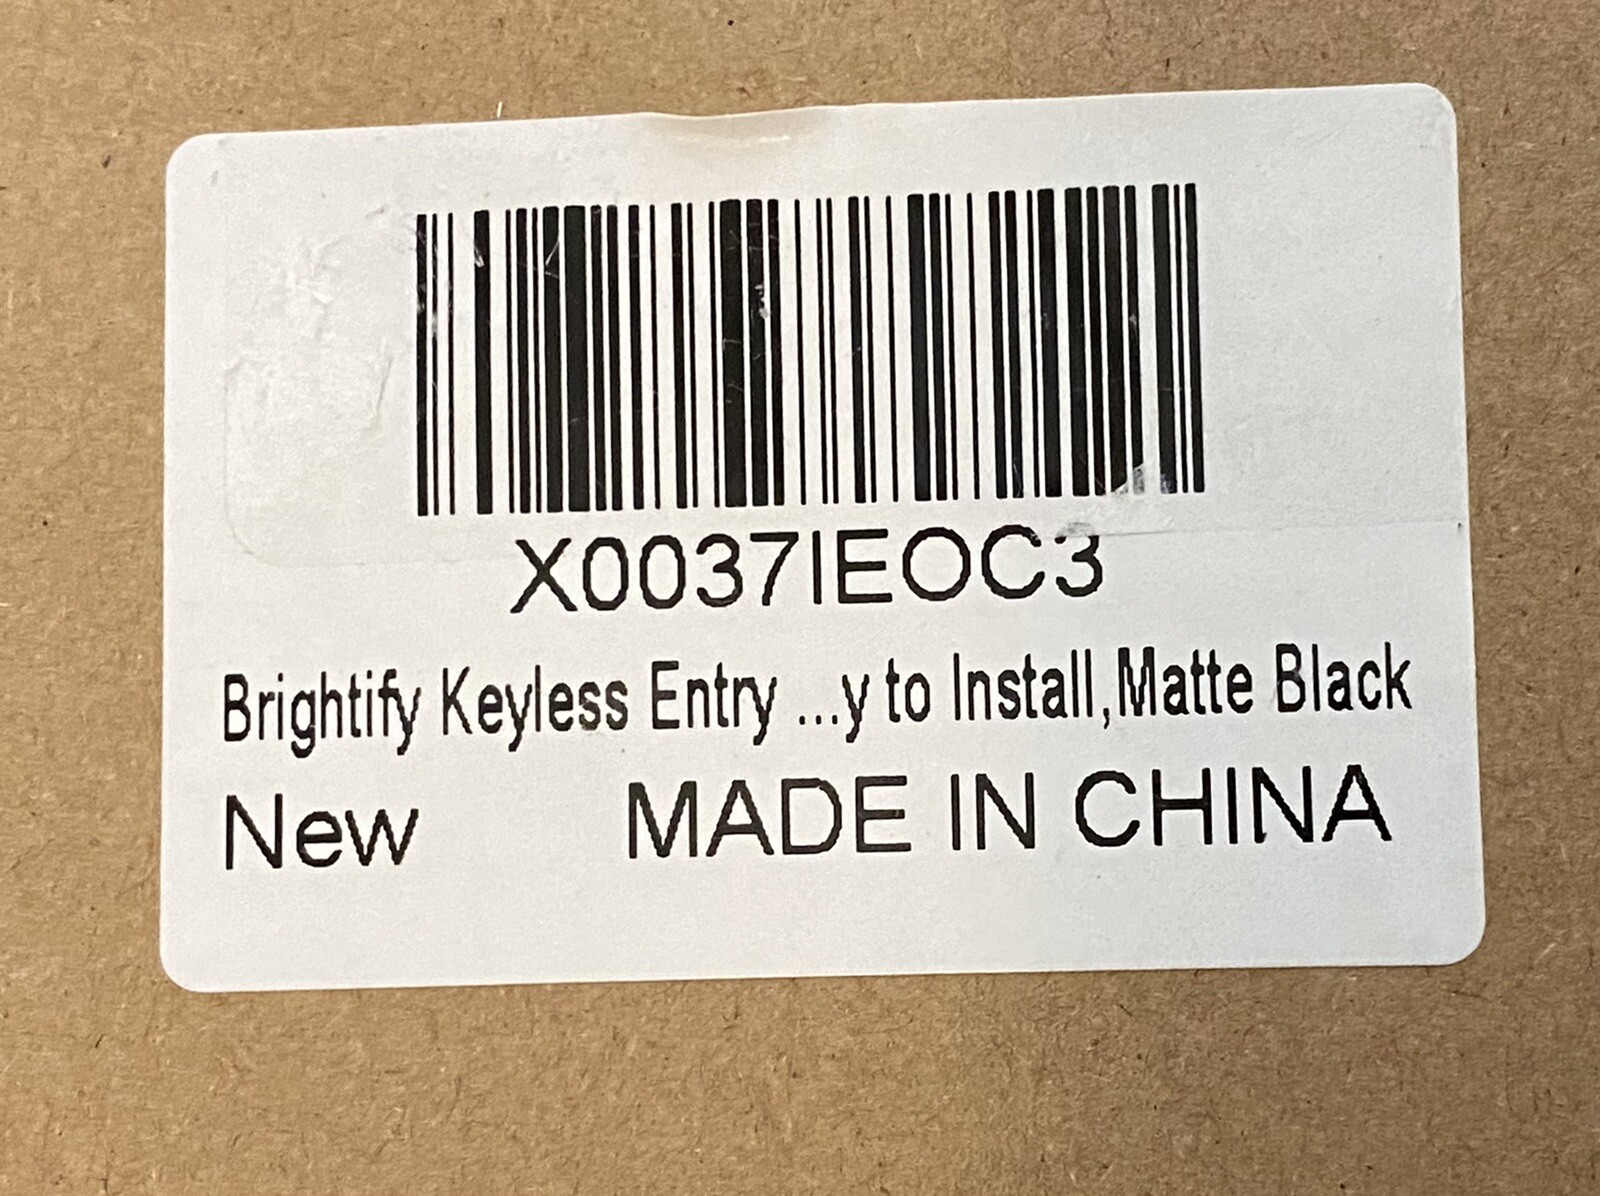 X0037IEOC3
Brightify Keyless Entry ...y to Install,Matte Black
New MADE IN CHINA